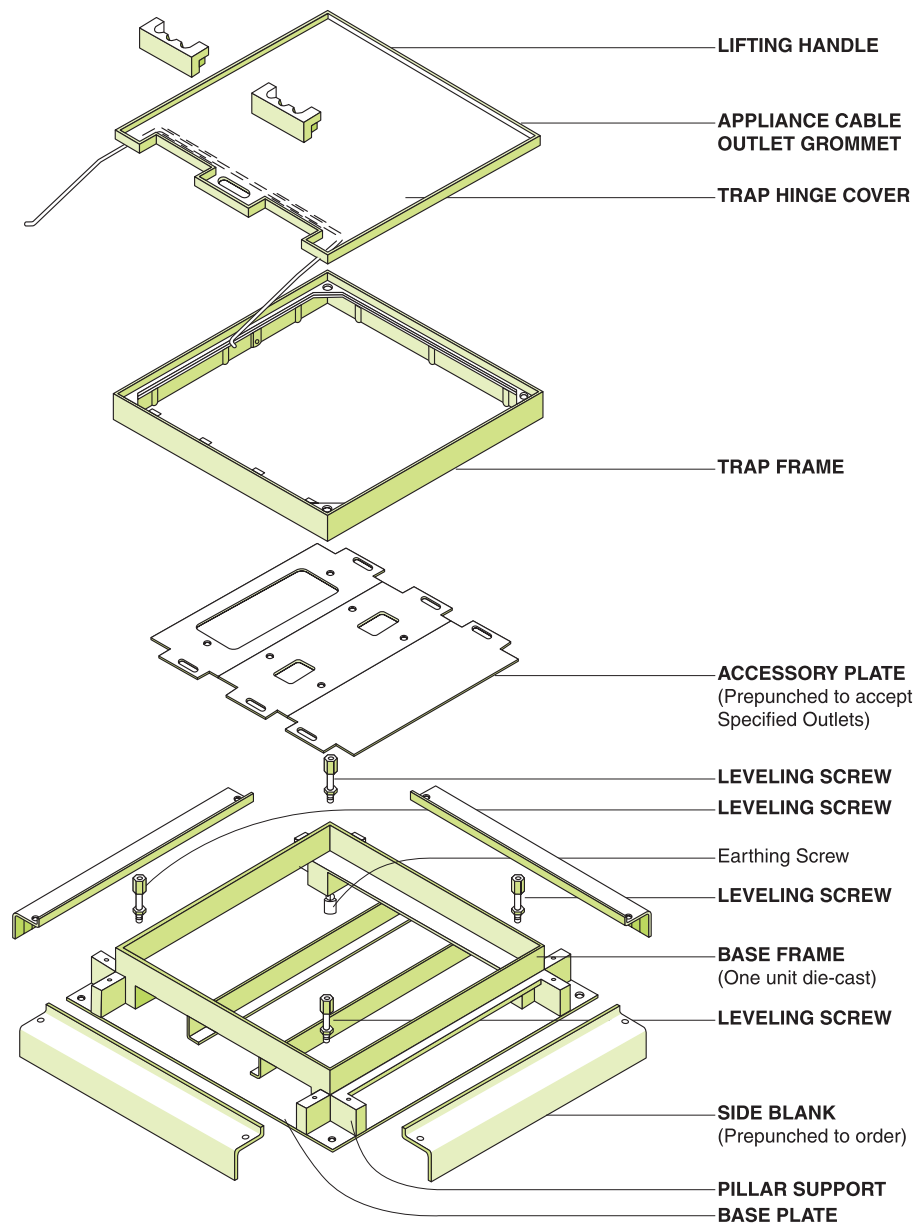 LIFTING HANDLE
APPLIANCE CABLE
OUTLET GROMMET
TRAP HINGE COVER
TRAP FRAME
ACCESSORY PLATE
(Prepunched to accept
Specified Outlets)
LEVELING SCREW
LEVELING SCREW
Earthing Screw
LEVELING SCREW
BASE FRAME
(One unit die-cast)
LEVELING SCREW
SIDE BLANK
(Prepunched to order)
PILLAR SUPPORT
BASE PLATE